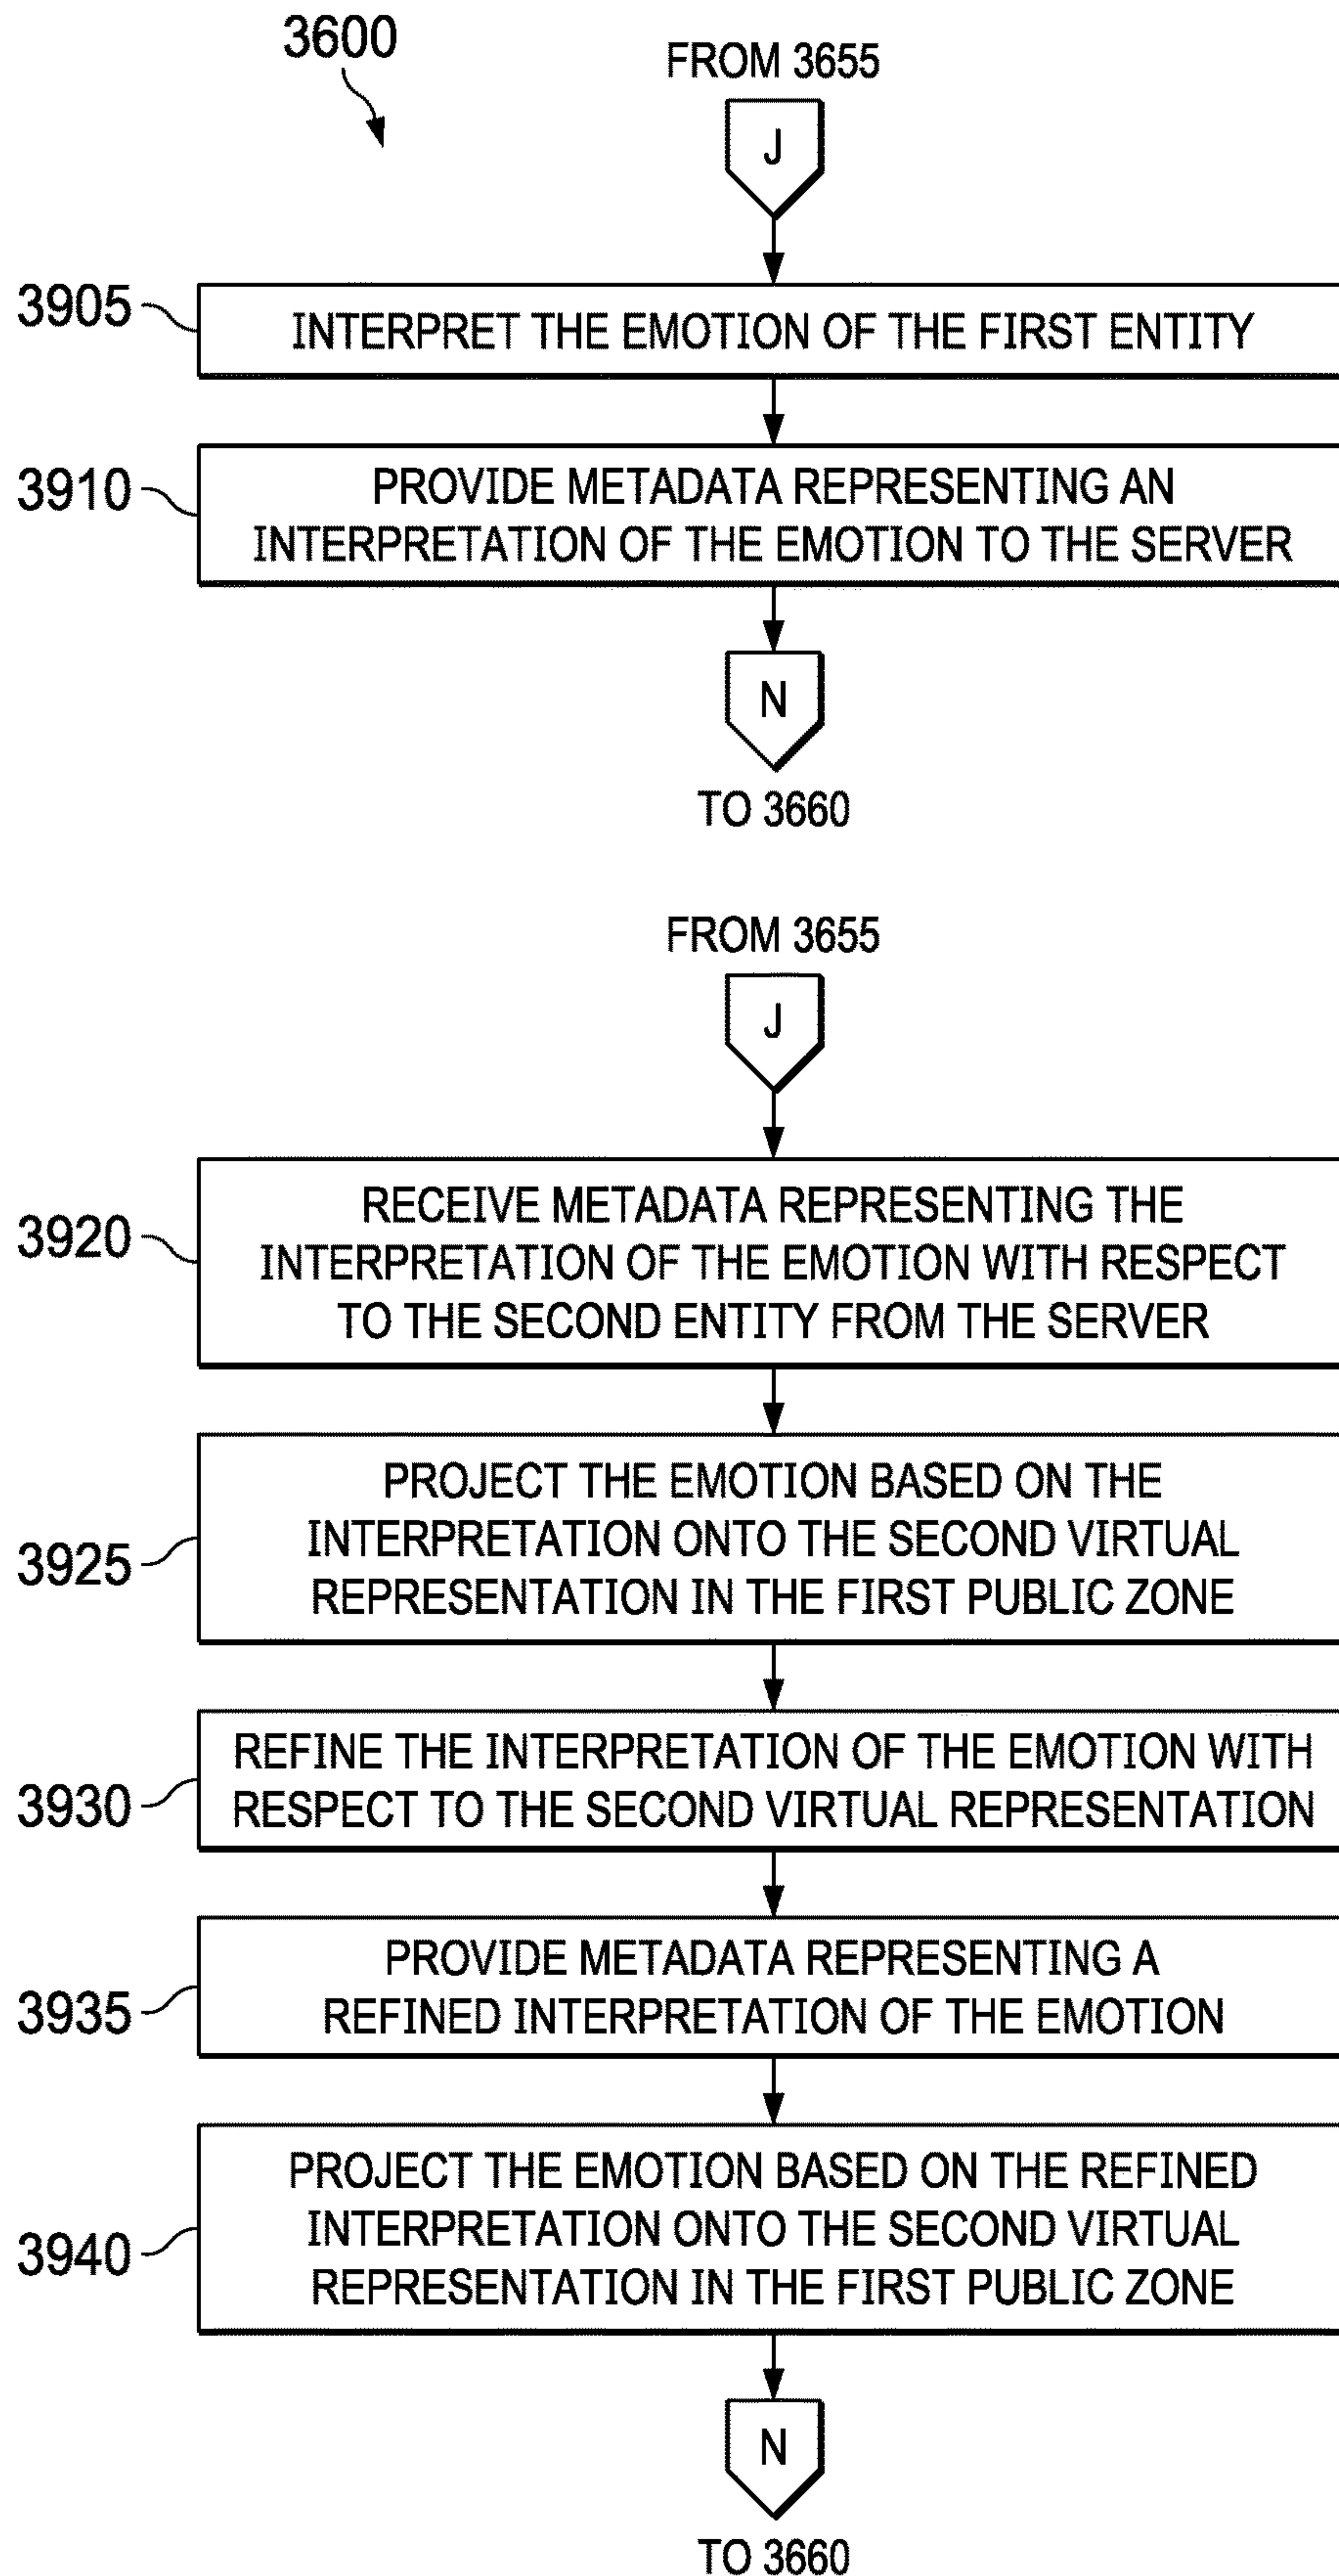 3600
FROM 3655
J
3905
INTERPRET THE EMOTION OF THE FIRST ENTITY
3910
PROVIDE METADATA REPRESENTING AN
INTERPRETATION OF THE EMOTION TO THE SERVER
N
TO 3660
FROM 3655
J
3920
RECEIVE METADATA REPRESENTING THE
INTERPRETATION OF THE EMOTION WITH RESPECT
TO THE SECOND ENTITY FROM THE SERVER
3925
PROJECT THE EMOTION BASED ON THE
INTERPRETATION ONTO THE SECOND VIRTUAL
REPRESENTATION IN THE FIRST PUBLIC ZONE
3930
REFINE THE INTERPRETATION OF THE EMOTION WITH
RESPECT TO THE SECOND VIRTUAL REPRESENTATION
3935
PROVIDE METADATA REPRESENTING A
REFINED INTERPRETATION OF THE EMOTION
3940
PROJECT THE EMOTION BASED ON THE REFINED
INTERPRETATION ONTO THE SECOND VIRTUAL
REPRESENTATION IN THE FIRST PUBLIC ZONE
N
TO 3660